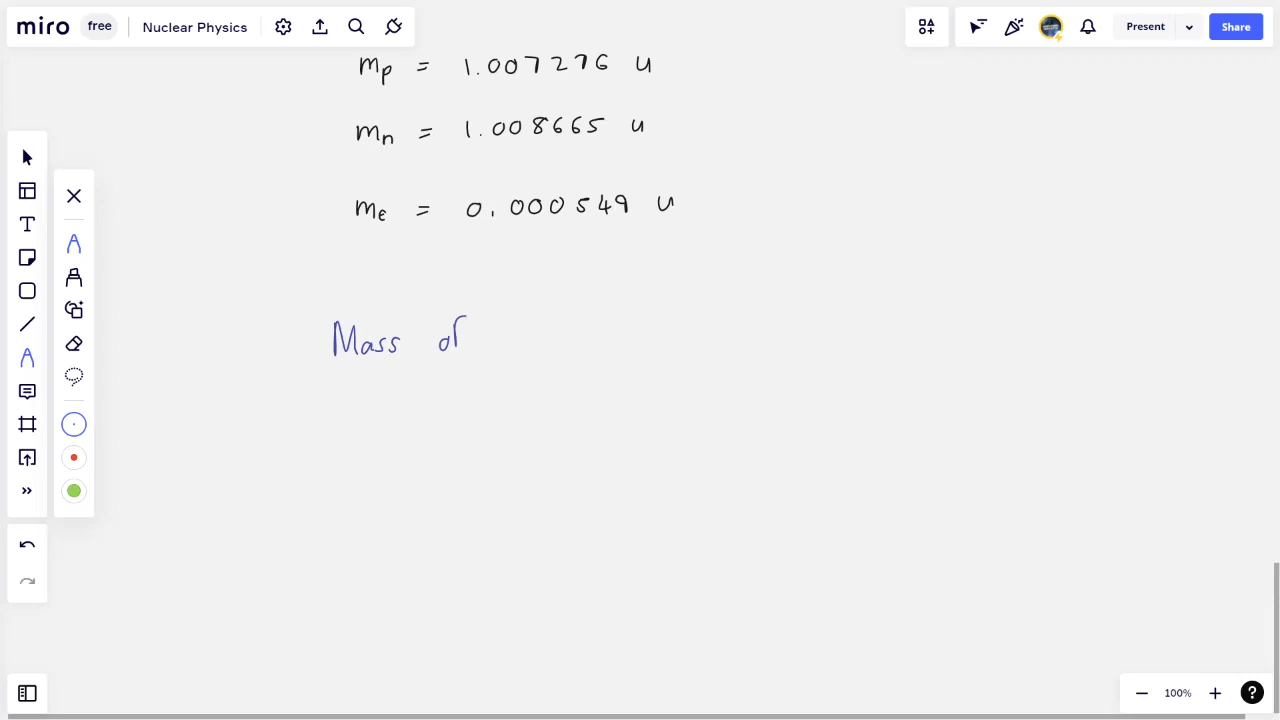 miro free Nuclear Physics Present Share
mp = 1.007276 u
mn = 1.008665 u
me = 0.000549 u
Mass of
100%